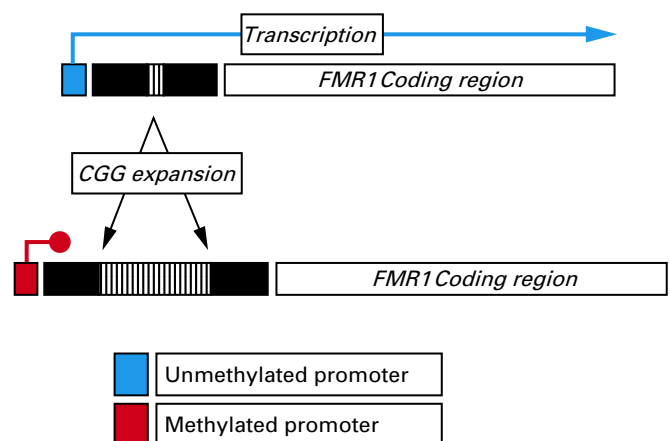 Transcription
FMR1 Coding region
CGG expansion
FMR1 Coding region
Unmethylated promoter
Methylated promoter